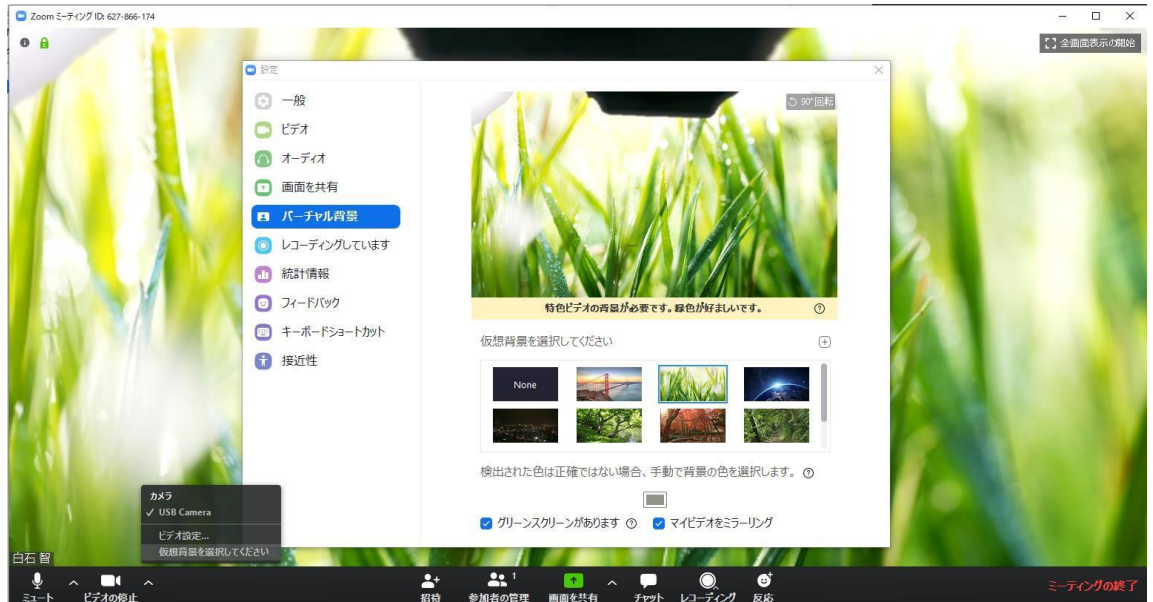 Zoom ミーティング ID: 627-866-174
全画面表示の開始
設定
一般
ビデオ
オーディオ
画面を共有
バーチャル背景
レコーディングしています
統計情報
フィードバック
キーボードショートカット
接近性
90°回転
特色ビデオの背景が必要です。緑色が好ましいです。
仮想背景を選択してください
None
検出された色は正確ではない場合、手動で背景の色を選択します。
グリーンスクリーンがあります
マイビデオをミラーリング
カメラ
✓ USB Camera
ビデオ設定...
仮想背景を選択してください
白石 智
ミュート
ビデオの停止
招待
1
参加者の管理
画面を共有
チャット
レコーディング
反応
ミーティングの終了